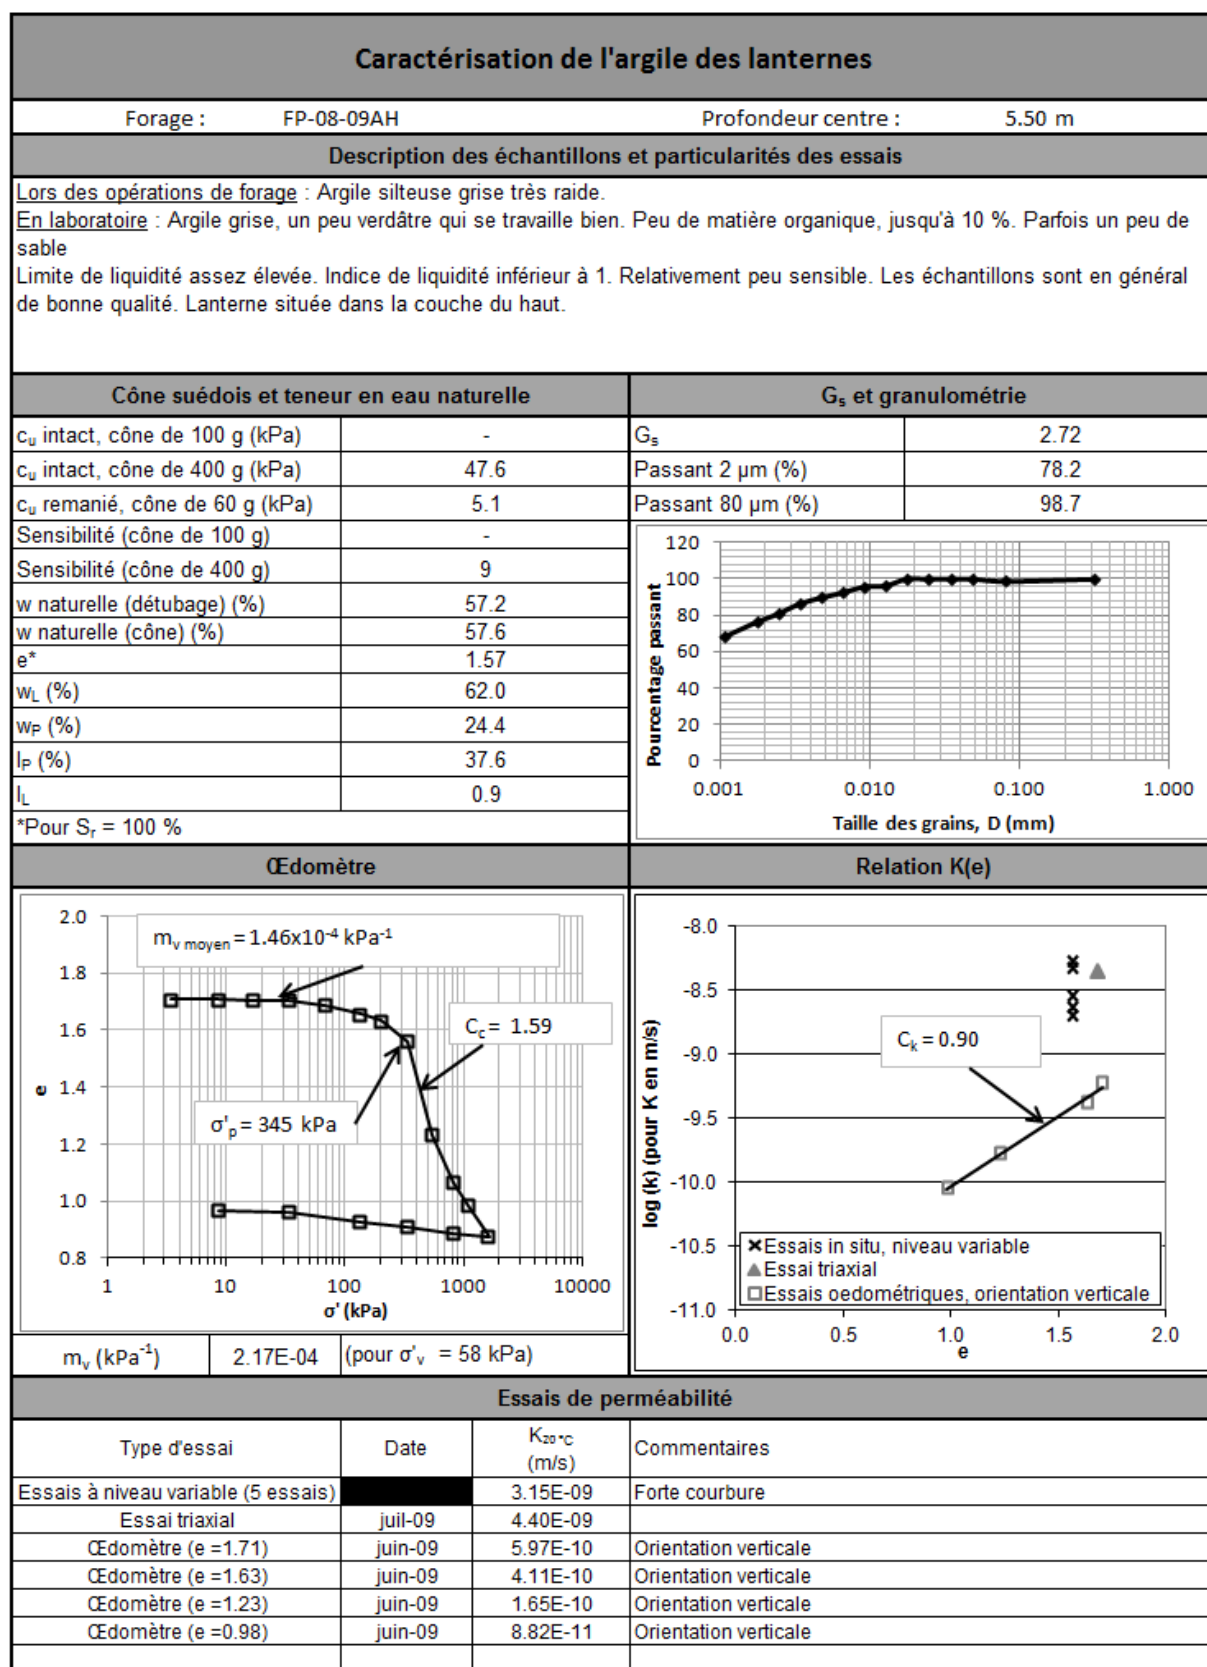 Caractérisation de l'argile des lanternes
Forage : FP-08-09AH Profondeur centre : 5.50 m
Description des échantillons et particularités des essais
Lors des opérations de forage : Argile silteuse grise très raide.
En laboratoire : Argile grise, un peu verdâtre qui se travaille bien. Peu de matière organique, jusqu'à 10 %. Parfois un peu de
sable
Limite de liquidité assez élevée. Indice de liquidité inférieur à 1. Relativement peu sensible. Les échantillons sont en général
de bonne qualité. Lanterne située dans la couche du haut.
Cône suédois et teneur en eau naturelle
cu intact, cône de 100 g (kPa) -
cu intact, cône de 400 g (kPa) 47.6
cu remanié, cône de 60 g (kPa) 5.1
Sensibilité (cône de 100 g) -
Sensibilité (cône de 400 g) 9
w naturelle (détubage) (%) 57.2
w naturelle (cône) (%) 57.6
e* 1.57
wL (%) 62.0
wP (%) 24.4
IP (%) 37.6
IL 0.9
*Pour Sr = 100 %
Gs et granulométrie
Gs 2.72
Passant 2 µm (%) 78.2
Passant 80 µm (%) 98.7
Pourcentage passant
120
100
80
60
40
20
0
0.001 0.010 0.100 1.000
Taille des grains, D (mm)
Œdomètre
2.0
1.8
1.6
1.4
1.2
1.0
0.8
e
mv moyen = 1.46x10⁻⁴ kPa⁻¹
Cc = 1.59
σ'p = 345 kPa
1 10 100 1000 10000
σ' (kPa)
mv (kPa⁻¹) 2.17E-04 (pour σ'v = 58 kPa)
Relation K(e)
log (k) (pour K en m/s)
-8.0
-8.5
-9.0
-9.5
-10.0
-10.5
-11.0
Ck = 0.90
Essais in situ, niveau variable
Essai triaxial
Essais oedométriques, orientation verticale
0.0 0.5 1.0 1.5 2.0
e
Essais de perméabilité
Type d'essai Date K20°C (m/s) Commentaires
Essais à niveau variable (5 essais) 3.15E-09 Forte courbure
Essai triaxial juil-09 4.40E-09
Œdomètre (e =1.71) juin-09 5.97E-10 Orientation verticale
Œdomètre (e =1.63) juin-09 4.11E-10 Orientation verticale
Œdomètre (e =1.23) juin-09 1.65E-10 Orientation verticale
Œdomètre (e =0.98) juin-09 8.82E-11 Orientation verticale